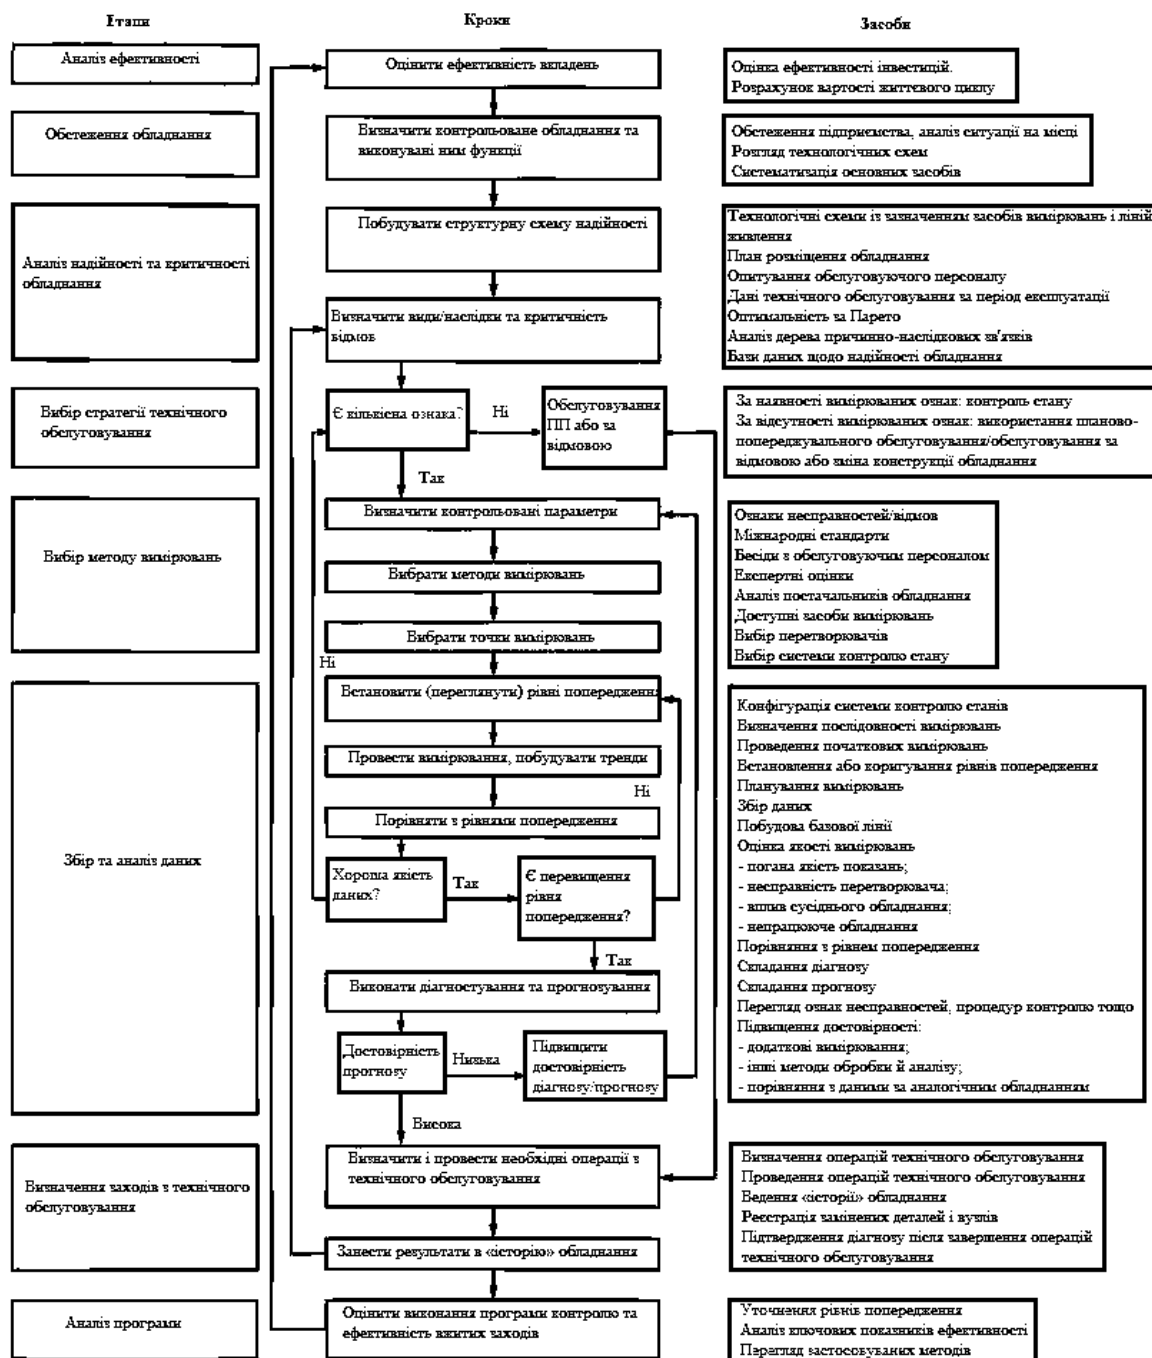 Етапи
Кроки
Засоби
Аналіз ефективності
Оцінити ефективність вкладень
Оцінка ефективності інвестицій.
Розрахунок вартості життєвого циклу
Обстеження обладнання
Визначити контрольоване обладнання та
виконувані ним функції
Обстеження підприємства, аналіз ситуації на місці
Розгляд технологічних схем
Систематизація основних засобів
Аналіз надійності та критичності
обладнання
Побудувати структурну схему надійності
Визначити види/наслідки та критичність
відмов
Технологічні схеми із зазначенням засобів вимірювань і ліній
живлення
План розміщення обладнання
Опитування обслуговуючого персоналу
Дані технічного обслуговування за період експлуатації
Оптимальність за Парето
Аналіз дерева причинно-наслідкових зв'язків
Бази даних щодо надійності обладнання
Вибір стратегії технічного
обслуговування
Є кількісна ознака?
Ні
Обслуговування
ПП або за
відмовою
Так
За наявності вимірюваних ознак: контроль стану
За відсутності вимірюваних ознак: використання планово-
попереджувального обслуговування/обслуговування за
відмовою або зміна конструкції обладнання
Вибір методу вимірювань
Визначити контрольовані параметри
Вибрати методи вимірювань
Вибрати точки вимірювань
Ні
Ознаки несправностей/відмов
Міжнародні стандарти
Бесіди з обслуговуючим персоналом
Експертні оцінки
Аналіз постачальників обладнання
Доступні засоби вимірювань
Вибір перетворювачів
Вибір системи контролю стану
Збір та аналіз даних
Встановити (переглянути) рівні попередження
Провести вимірювання, побудувати тренди
Ні
Порівняти з рівнями попередження
Хороша якість
даних?
Так
Є перевищення
рівня
попередження?
Так
Виконати діагностування та прогнозування
Достовірність
прогнозу
Низька
Підвищити
достовірність
діагнозу/прогнозу
Висока
Конфігурація системи контролю станів
Визначення послідовності вимірювань
Проведення початкових вимірювань
Встановлення або коригування рівнів попередження
Планування вимірювань
Збір даних
Побудова базової лінії
Оцінка якості вимірювань
- погана якість показань;
- несправність перетворювача;
- вплив сусіднього обладнання;
- непрацююче обладнання
Порівняння з рівнем попередження
Складання діагнозу
Складання прогнозу
Перегляд ознак несправностей, процедур контролю тощо
Підвищення достовірності:
- додаткові вимірювання;
- інші методи обробки й аналізу;
- порівняння з даними за аналогічним обладнанням
Визначення заходів з технічного
обслуговування
Визначити і провести необхідні операції з
технічного обслуговування
Занести результати в «історію» обладнання
Визначення операцій технічного обслуговування
Проведення операцій технічного обслуговування
Ведення «історії» обладнання
Реєстрація замінених деталей і вузлів
Підтвердження діагнозу після завершення операцій
технічного обслуговування
Аналіз програми
Оцінити виконання програми контролю та
ефективність вжитих заходів
Уточнення рівнів попередження
Аналіз ключових показників ефективності
Перегляд застосовуваних методів